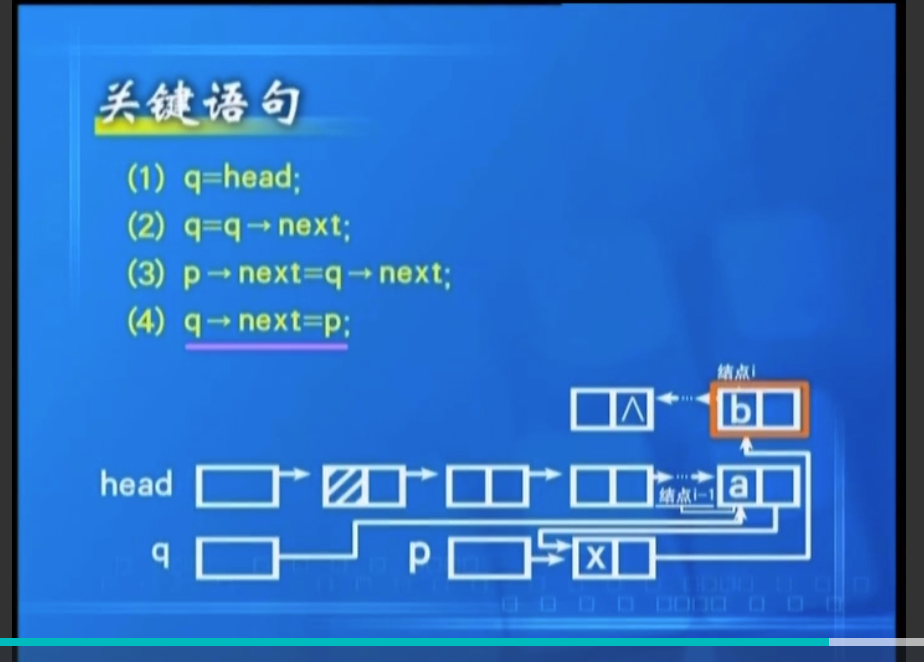 关键语句
(1) q=head;
(2) q=q→next;
(3) p→next=q→next;
(4) q→next=p;
结点i
∧ b
head a
结点i-1
q p X